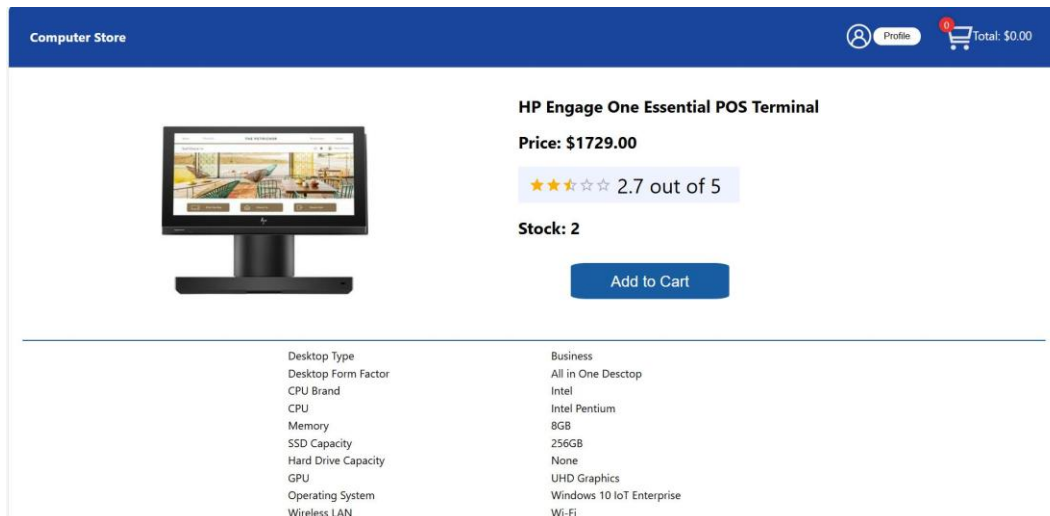 Computer Store
Profile
0
Total: $0.00
HP Engage One Essential POS Terminal
Price: $1729.00
2.7 out of 5
Stock: 2
Add to Cart
Desktop Type Business
Desktop Form Factor All in One Desctop
CPU Brand Intel
CPU Intel Pentium
Memory 8GB
SSD Capacity 256GB
Hard Drive Capacity None
GPU UHD Graphics
Operating System Windows 10 IoT Enterprise
Wireless LAN Wi-Fi